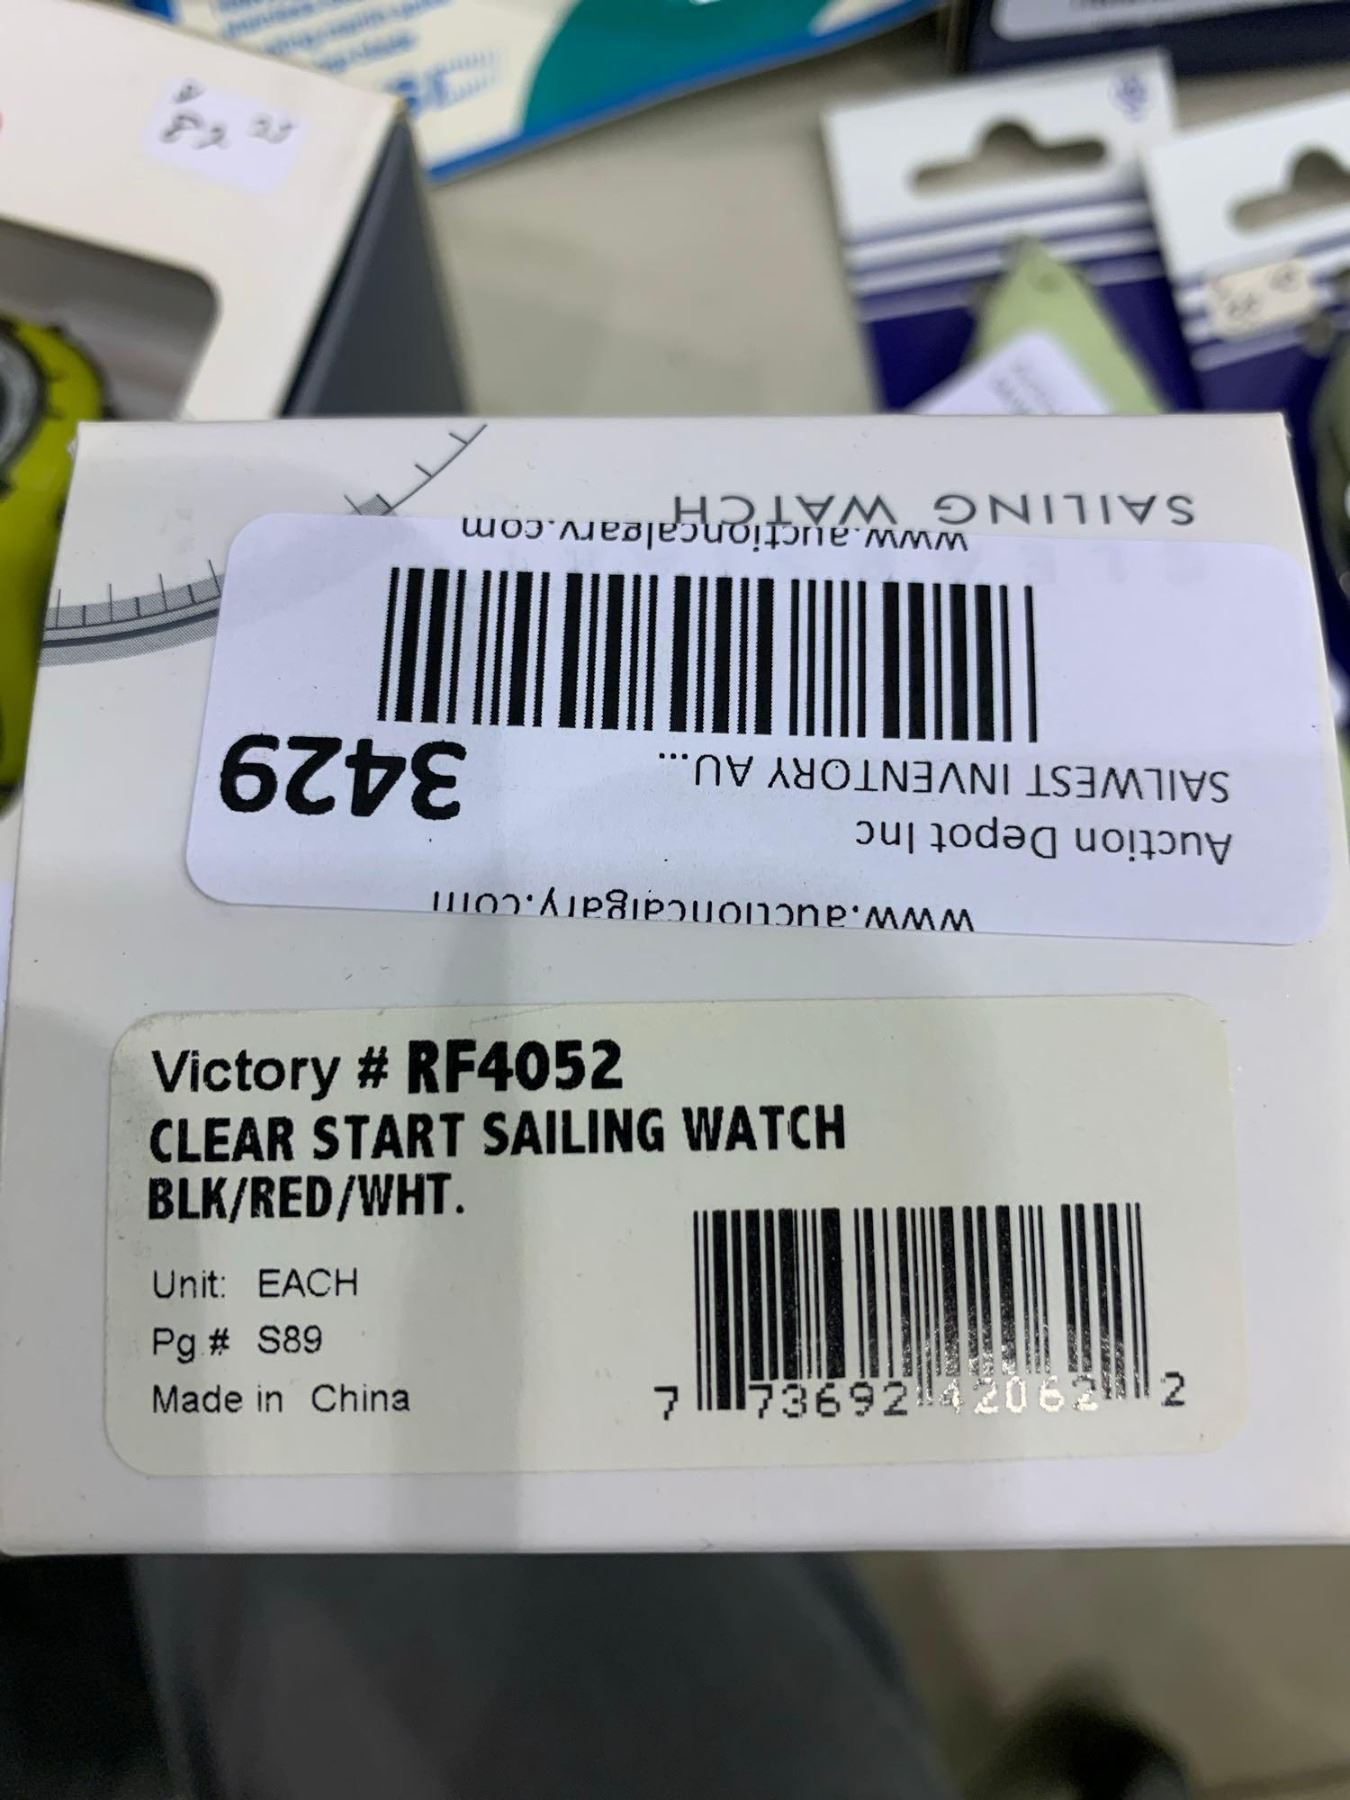 SAILING WATCH
www.auctioncalgary.com
3429
SAILWEST INVENTORY AU...
Auction Depot Inc
www.auctioncalgary.com
Victory # RF4052
CLEAR START SAILING WATCH
BLK/RED/WHT.
Unit: EACH
Pg # S89
Made in China
7 73692 42062 2